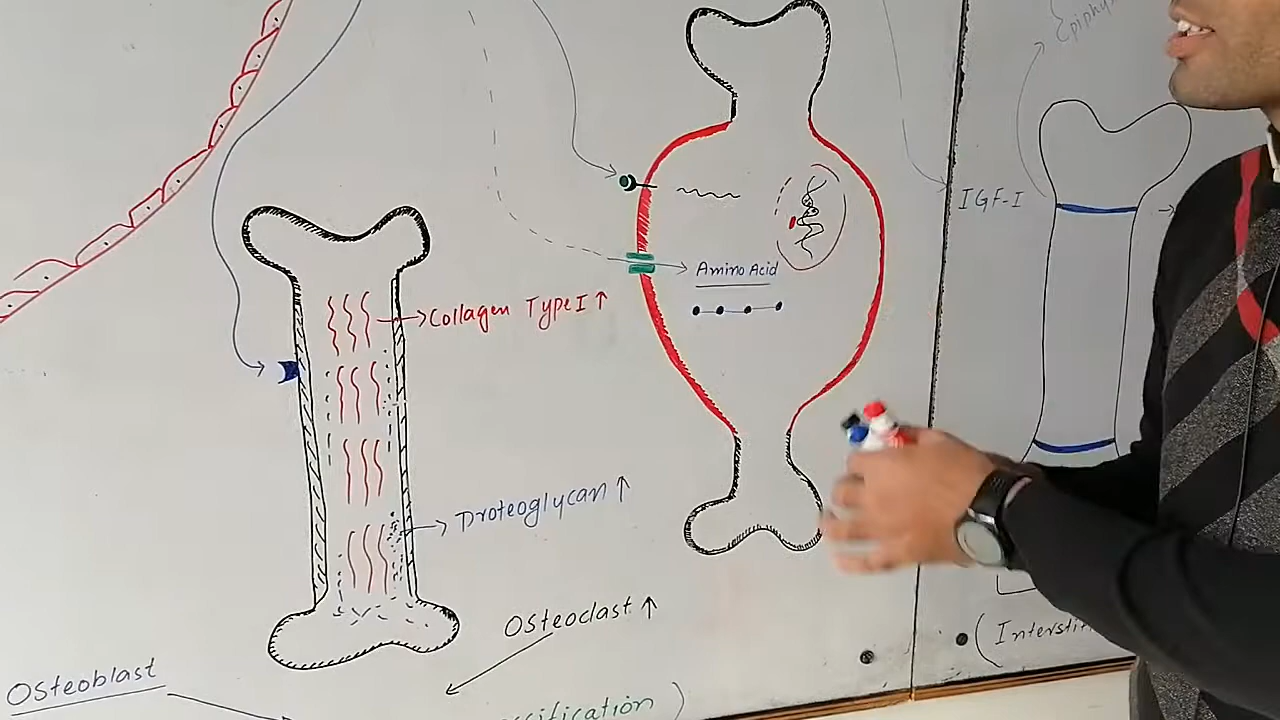 Collagen Type I ↑
Proteoglycan ↑
Osteoclast ↑
Osteoblast
Amino Acid
IGF-I